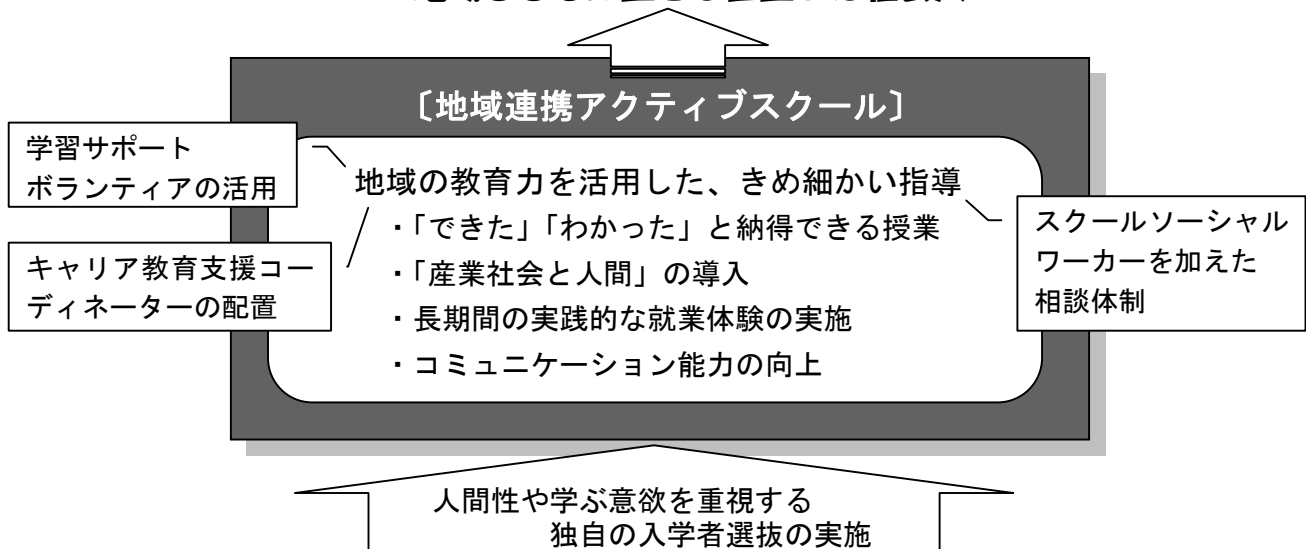 〔地域連携アクティブスクール〕
学習サポート
ボランティアの活用
キャリア教育支援コー
ディネーターの配置
地域の教育力を活用した、きめ細かい指導
・「できた」「わかった」と納得できる授業
・「産業社会と人間」の導入
・長期間の実践的な就業体験の実施
・コミュニケーション能力の向上
スクールソーシャル
ワーカーを加えた
相談体制
人間性や学ぶ意欲を重視する
独自の入学者選抜の実施